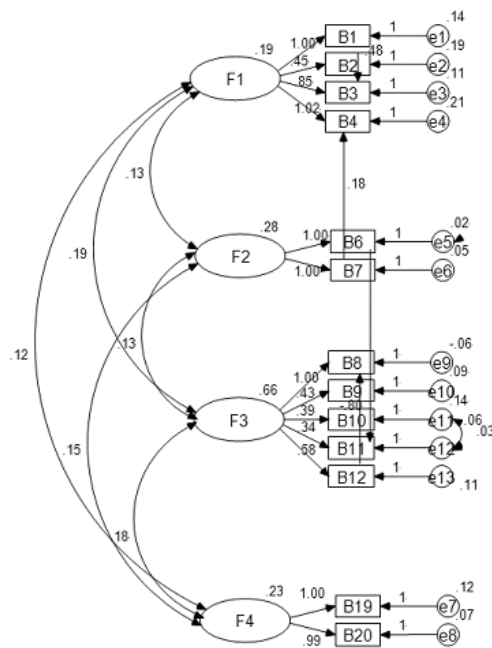 .14
.19 1.00 B1 1 e1
.19
.45 B2 .48 1 e2
.11
F1 .85 B3 1 e3
.21
1.02 B4 1 e4
.13
.18
.28 1.00 B6 1 e5 .02
.05
F2 1.00 B7 1 e6
.19
.13
.12
-.06
1.00 B8 1 e9
.09
.66 .43 B9 1 e10
.14
-.80
F3 .39 B10 1 e11 .06
.03
.34 B11 1 e12
.58 B12 1 e13 .11
.15
.18
.12
.23 1.00 B19 1 e7
.07
F4 .99 B20 1 e8